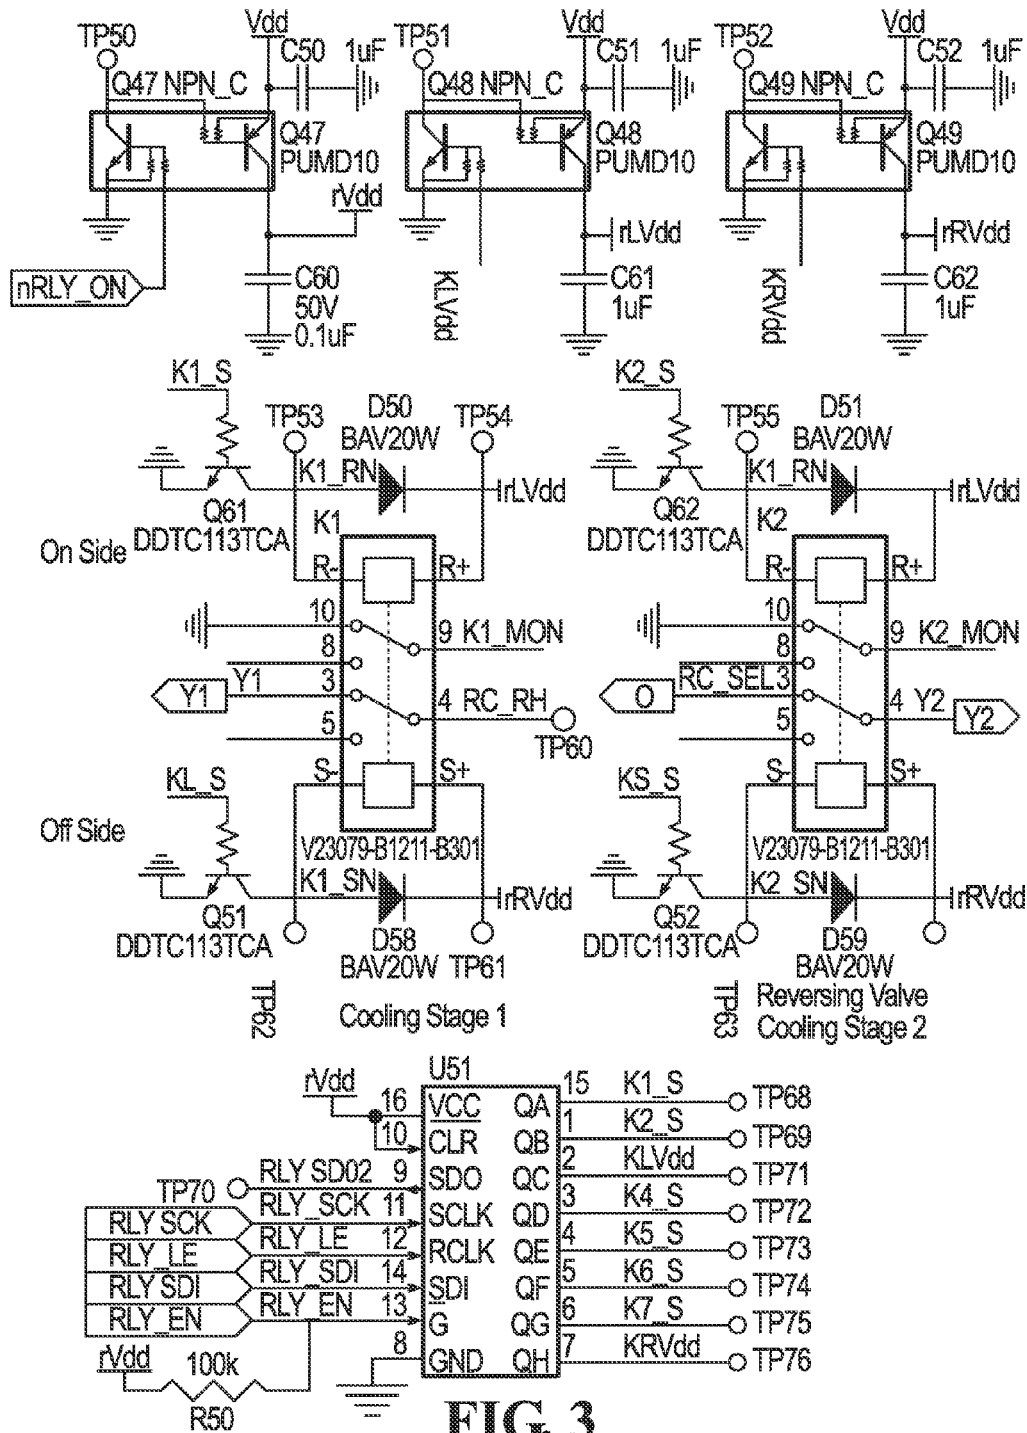 TP50 Vdd C50 1uF TP51 Vdd C51 1uF TP52 Vdd C52 1uF
Q47 NPN_C Q48 NPN_C Q49 NPN_C
Q47 Q48 Q49
PUMD10 PUMD10 PUMD10
rVdd
rLVdd rRVdd
nRLY_ON C60 KLVdd C61 KRVdd C62
50V 1uF 1uF
0.1uF
K1_S K2_S
TP53 D50 TP54 TP55 D51
BAV20W BAV20W
K1_RN rLVdd K1_RN rLVdd
Q61 K1 Q62 K2
DDTC113TCA DDTC113TCA
On Side
R- R+ R- R+
10 10
9 K1_MON 9 K2_MON
8 8
Y1 Y1 3 O RC_SEL 3
4 RC_RH 4 Y2 Y2
5 5
TP60
S- S+ S- S+
KL_S KS_S
Off Side
V23079-B1211-B301 V23079-B1211-B301
K1_SN rRVdd K2_SN rRVdd
Q51 Q52
DDTC113TCA D58 DDTC113TCA D59
BAV20W TP61 BAV20W
TP62 Cooling Stage 1 TP63 Reversing Valve
Cooling Stage 2
U51
rVdd 16 VCC QA 15 K1_S TP68
10 CLR QB 1 K2_S TP69
TP70 RLY SD02 9 SDO QC 2 KLVdd TP71
RLY SCK RLY_SCK 11 SCLK QD 3 K4_S TP72
RLY_LE RLY_LE 12 RCLK QE 4 K5_S TP73
RLY SDI RLY_SDI 14 SDI QF 5 K6_S TP74
RLY_EN RLY_EN 13 G QG 6 K7_S TP75
8 GND QH 7 KRVdd TP76
rVdd 100k
R50
FIG. 3